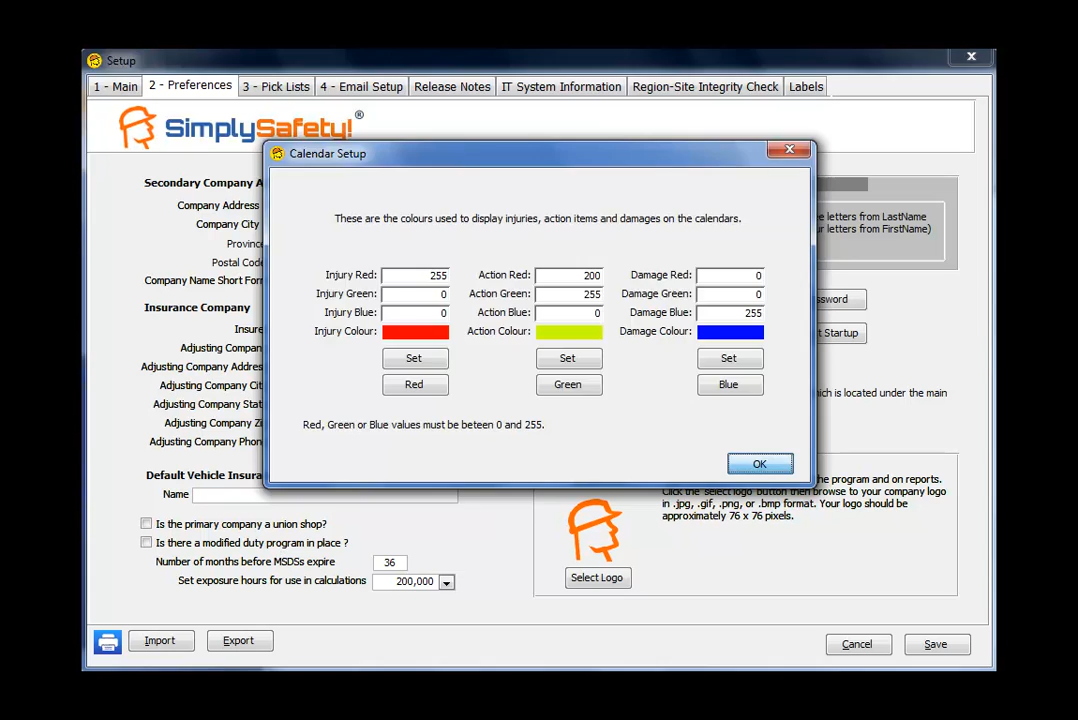 Setup
1 - Main
2 - Preferences
3 - Pick Lists
4 - Email Setup
Release Notes
IT System Information
Region-Site Integrity Check
Labels
SimplySafety!®
Calendar Setup
These are the colours used to display injuries, action items and damages on the calendars.
Injury Red: 255
Action Red: 200
Damage Red: 0
Injury Green: 0
Action Green: 255
Damage Green: 0
Injury Blue: 0
Action Blue: 0
Damage Blue: 255
Injury Colour:
Action Colour:
Damage Colour:
Set
Set
Set
Red
Green
Blue
Red, Green or Blue values must be beteen 0 and 255.
OK
Secondary Company A
Company Address
Company City
Province
Postal Code
Company Name Short For
Insurance Company
Insure
Adjusting Compan
Adjusting Company Addres
Adjusting Company Cit
Adjusting Company Stat
Adjusting Company Zi
Adjusting Company Phon
Default Vehicle Insura
Name
Is the primary company a union shop?
Is there a modified duty program in place ?
Number of months before MSDSs expire 36
Set exposure hours for use in calculations 200,000
e letters from LastName
ur letters from FirstName)
ssword
t Startup
hich is located under the main
he program and on reports.
Click the 'select logo' button then browse to your company logo
in .jpg, .gif, .png, or .bmp format. Your logo should be
approximately 76 x 76 pixels.
Select Logo
Import
Export
Cancel
Save